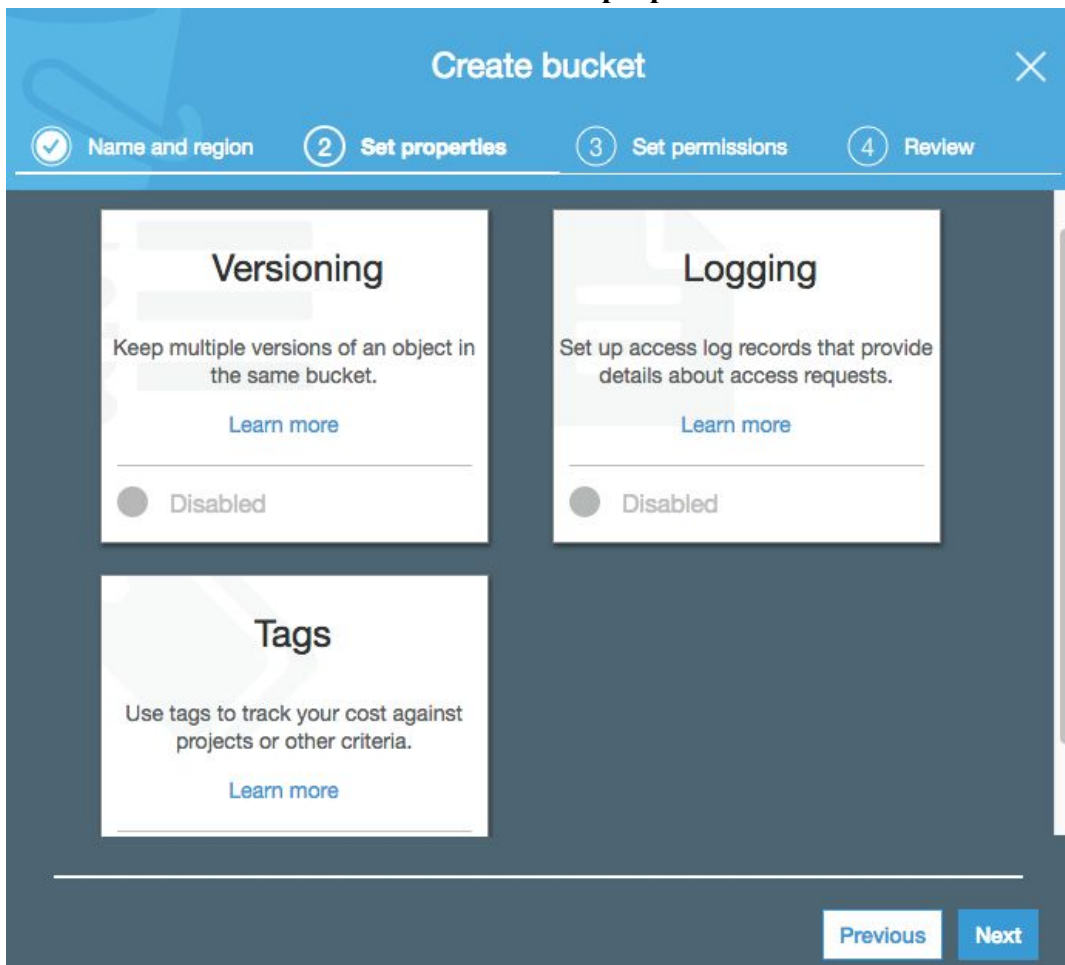 Create bucket
Name and region
2 Set properties
3 Set permissions
4 Review
Versioning
Keep multiple versions of an object in
the same bucket.
Learn more
Disabled
Logging
Set up access log records that provide
details about access requests.
Learn more
Disabled
Tags
Use tags to track your cost against
projects or other criteria.
Learn more
Previous
Next